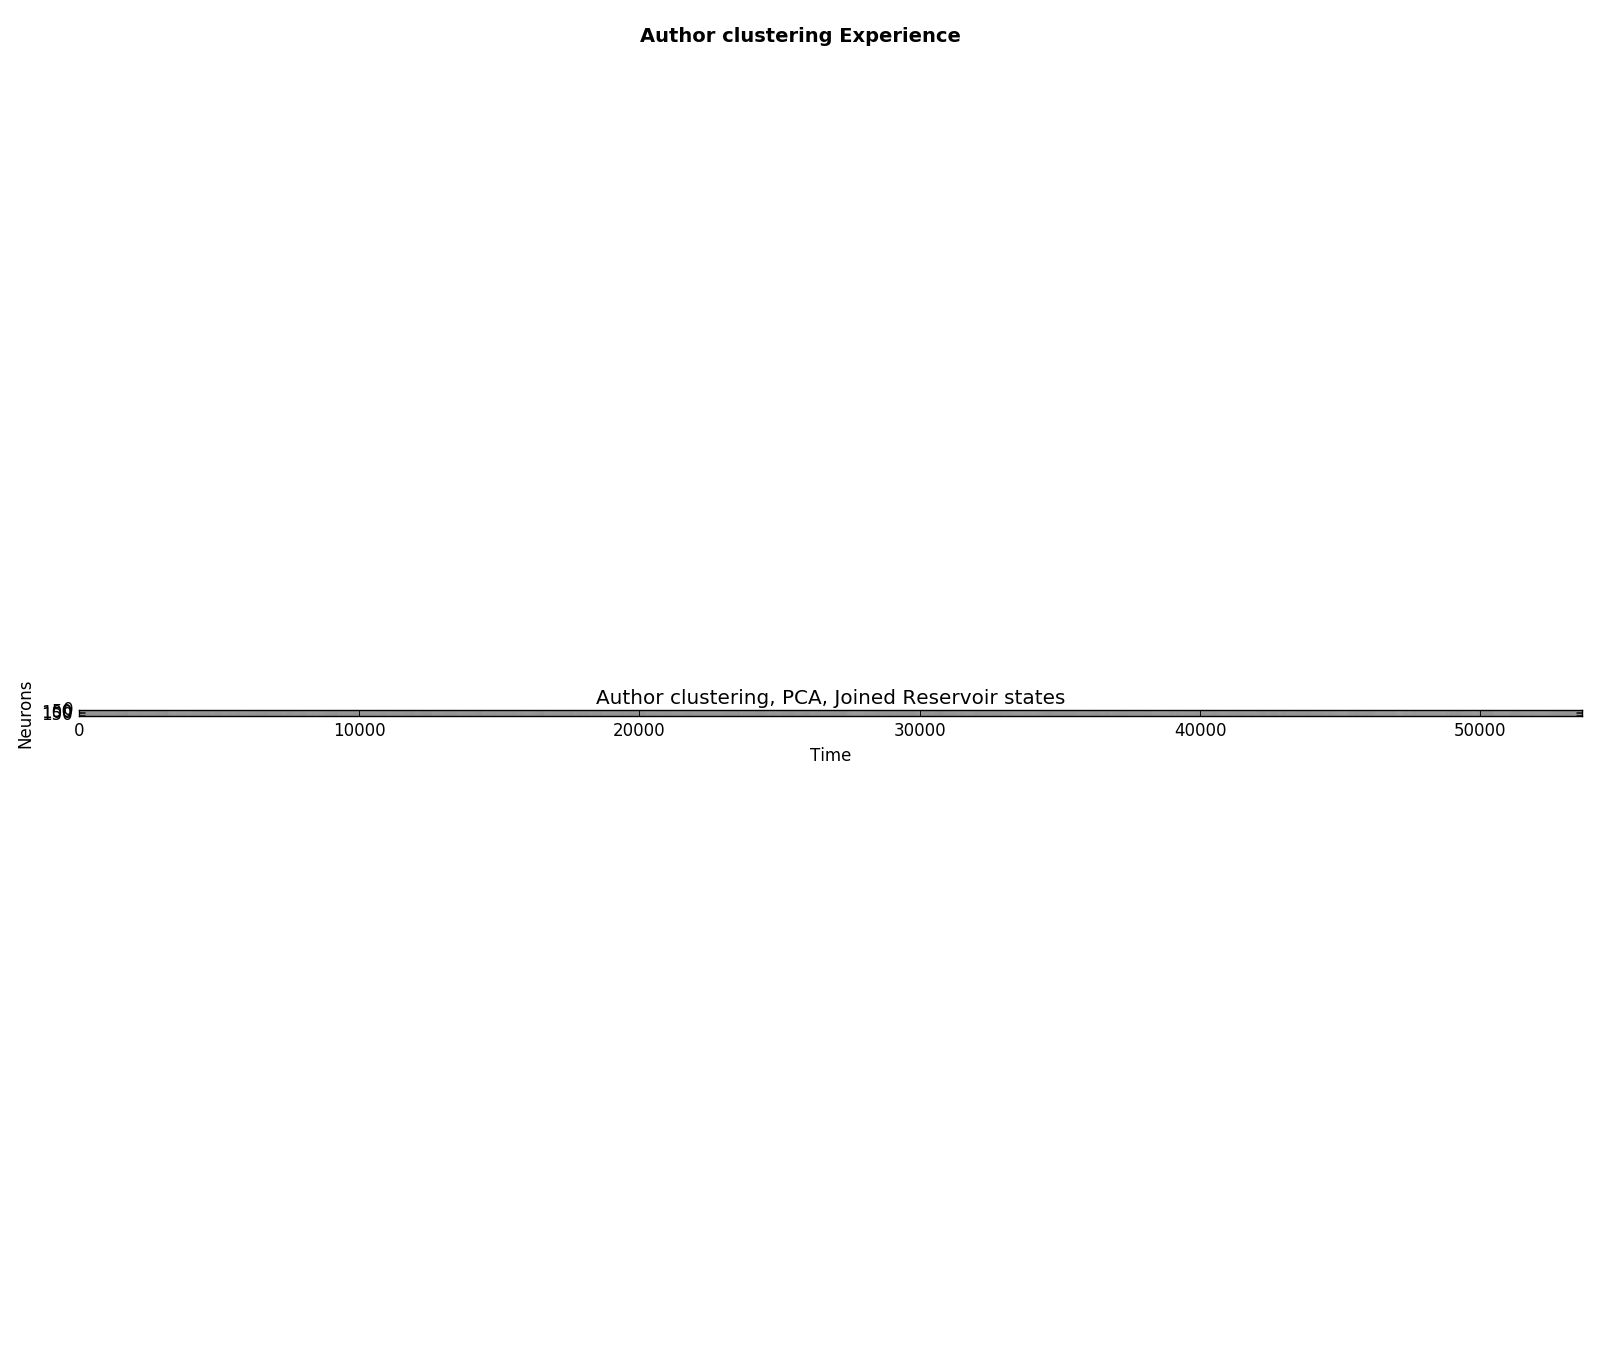 Author clustering Experience
Author clustering, PCA, Joined Reservoir states
Neurons
0 10000 20000 30000 40000 50000
Time